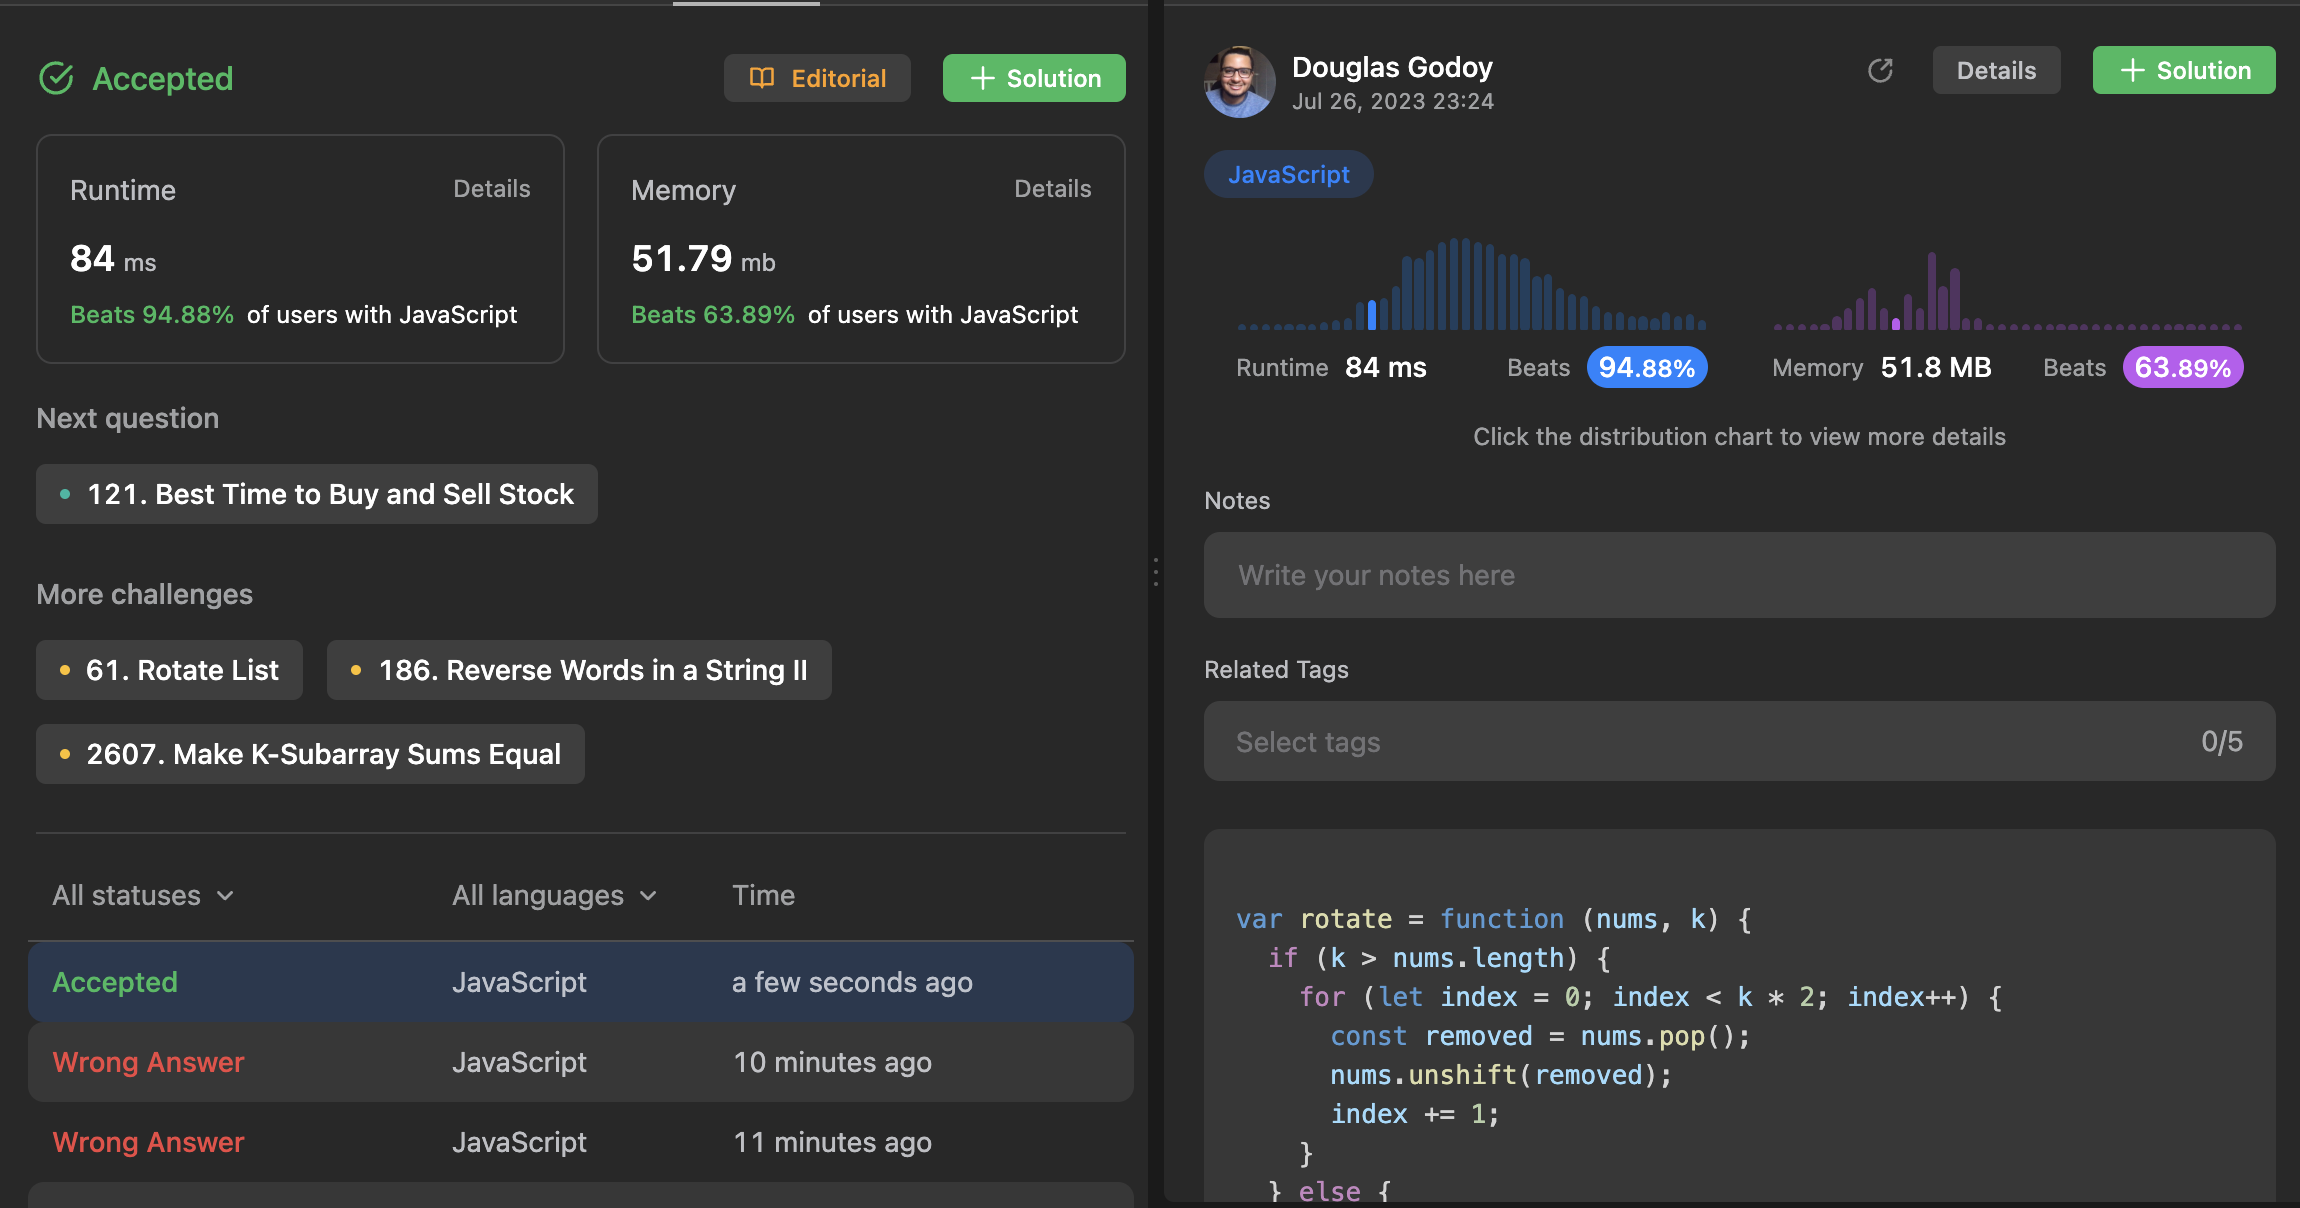 Accepted
Editorial
+ Solution
Runtime
Details
84 ms
Beats 94.88% of users with JavaScript
Memory
Details
51.79 mb
Beats 63.89% of users with JavaScript
Next question
121. Best Time to Buy and Sell Stock
More challenges
61. Rotate List
186. Reverse Words in a String II
2607. Make K-Subarray Sums Equal
All statuses
All languages
Time
Accepted JavaScript a few seconds ago
Wrong Answer JavaScript 10 minutes ago
Wrong Answer JavaScript 11 minutes ago
Douglas Godoy
Jul 26, 2023 23:24
Details
+ Solution
JavaScript
Runtime 84 ms Beats 94.88%
Memory 51.8 MB Beats 63.89%
Click the distribution chart to view more details
Notes
Write your notes here
Related Tags
Select tags 0/5
var rotate = function (nums, k) {
  if (k > nums.length) {
    for (let index = 0; index < k * 2; index++) {
      const removed = nums.pop();
      nums.unshift(removed);
      index += 1;
    }
  } else {